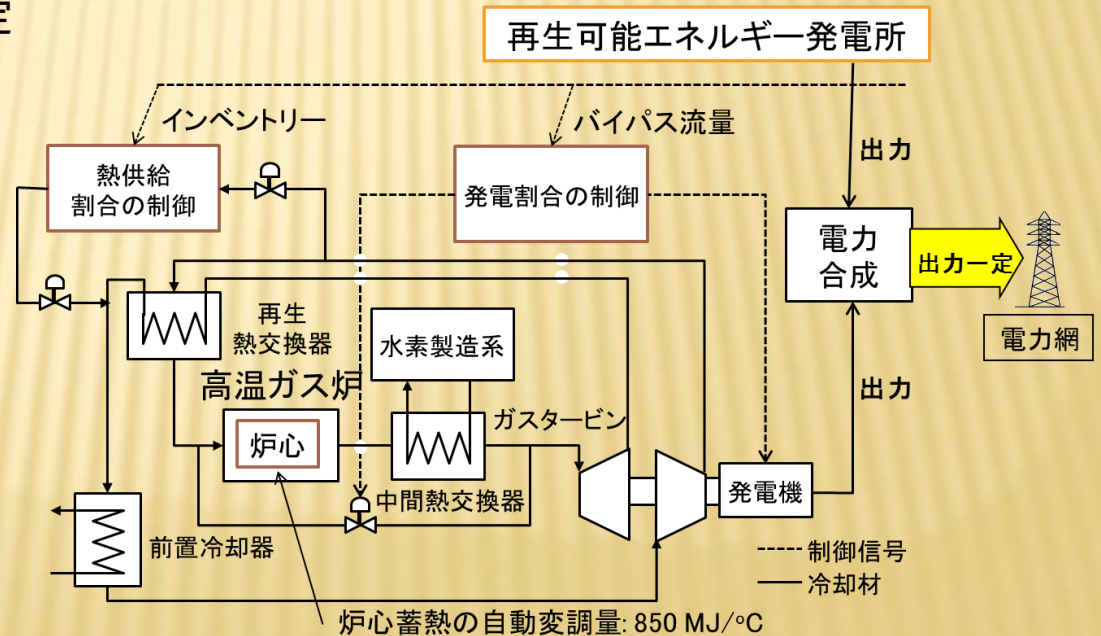 定
再生可能エネルギー発電所
インベントリー
バイパス流量
出力
熱供給
割合の制御
発電割合の制御
電力
合成
出力一定
電力網
再生
熱交換器
水素製造系
高温ガス炉
ガスタービン
出力
炉心
中間熱交換器
発電機
前置冷却器
制御信号
冷却材
炉心蓄熱の自動変調量: 850 MJ/°C